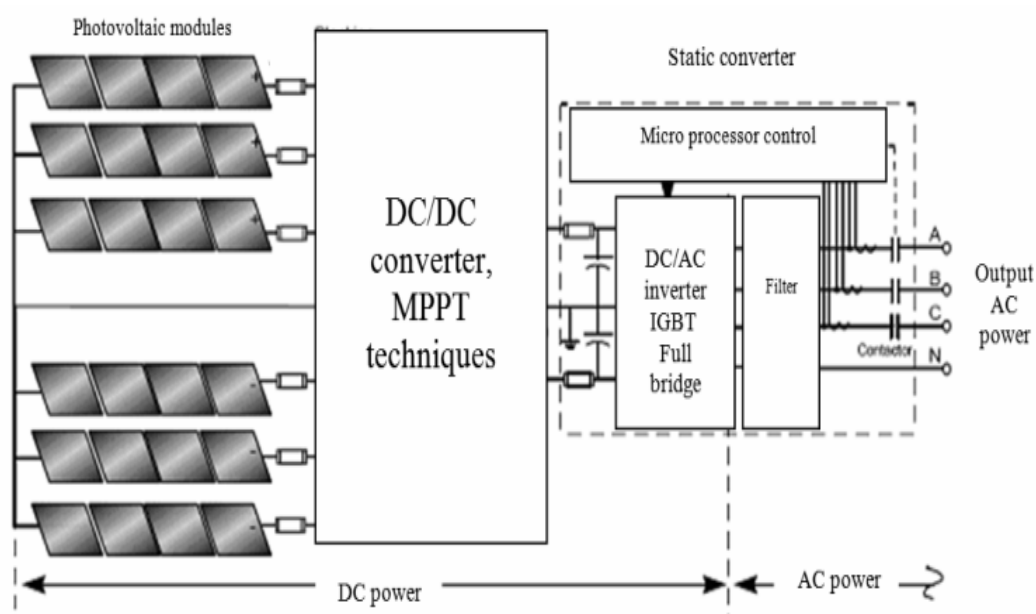 Photovoltaic modules
Static converter
Micro processor control
DC/DC
converter,
MPPT
techniques
DC/AC
inverter
IGBT
Full
bridge
Filter
A
B
C
Contactor
N
Output
AC
power
+
+
+
-
-
-
DC power
AC power